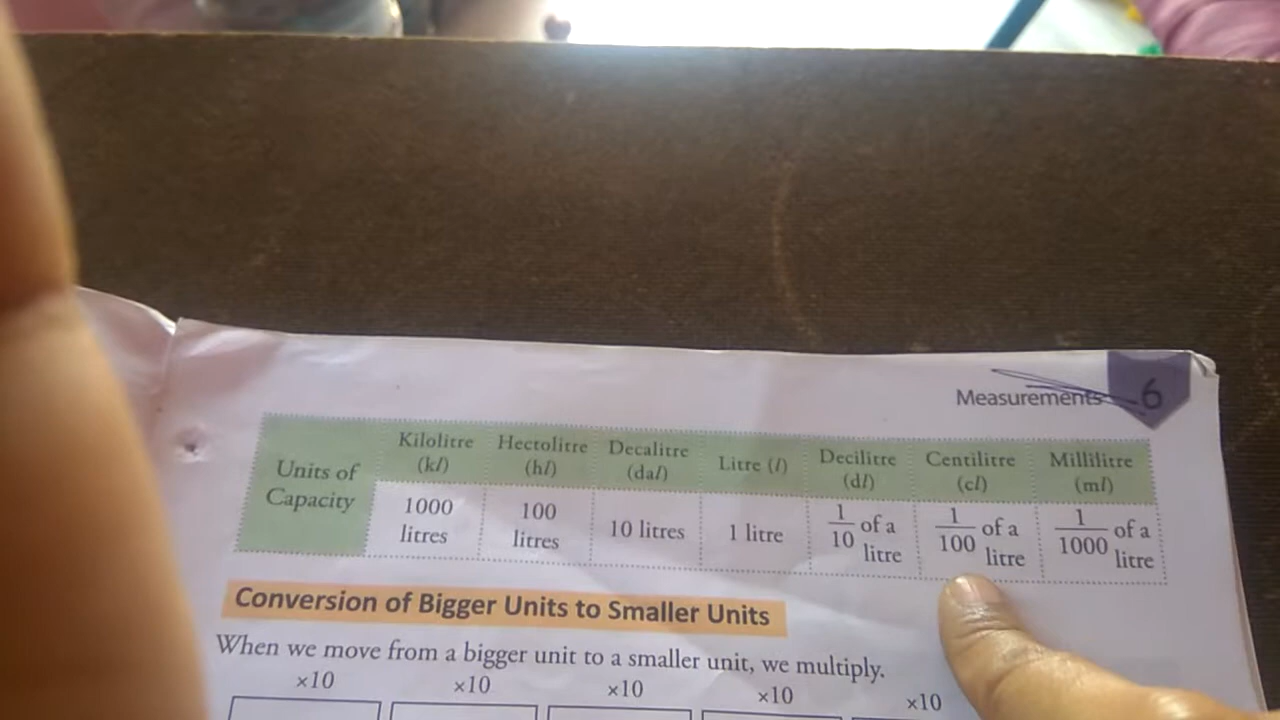 Measurements 6
Units of Capacity
Kilolitre (kl) Hectolitre (hl) Decalitre (dal) Litre (l) Decilitre (dl) Centilitre (cl) Millilitre (ml)
1000 litres 100 litres 10 litres 1 litre 1/10 of a litre 1/100 of a litre 1/1000 of a litre
Conversion of Bigger Units to Smaller Units
When we move from a bigger unit to a smaller unit, we multiply.
×10 ×10 ×10 ×10 ×10